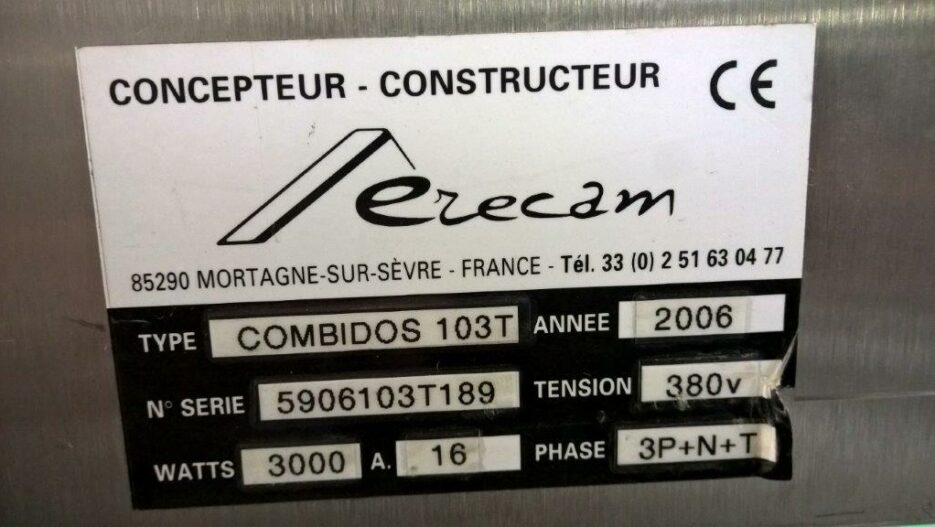 CONCEPTEUR - CONSTRUCTEUR CE
erecam
85290 MORTAGNE-SUR-SÈVRE - FRANCE - Tél. 33 (0) 2 51 63 04 77
TYPE COMBIDOS 103T ANNEE 2006
N° SERIE 5906103T189 TENSION 380v
WATTS 3000 A. 16 PHASE 3P+N+T